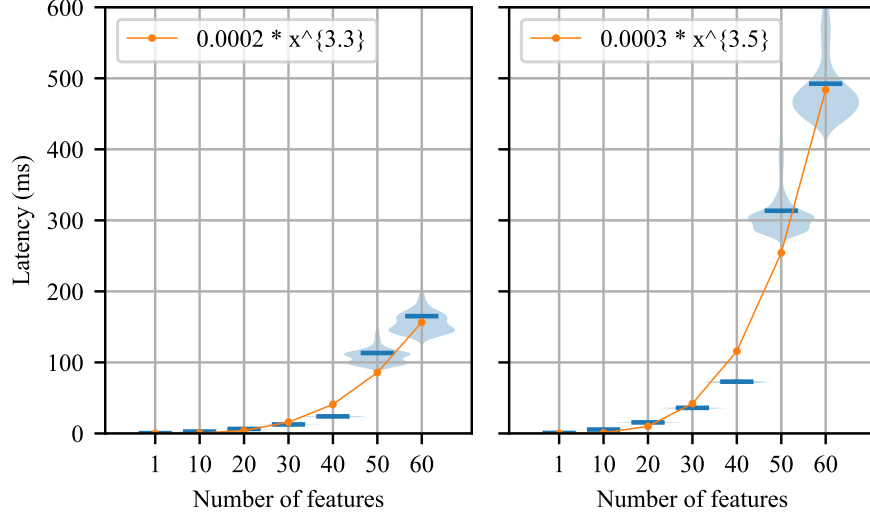 0.0002 * x^{3.3}
0.0003 * x^{3.5}
600
500
400
300
200
100
0
Latency (ms)
1 10 20 30 40 50 60
1 10 20 30 40 50 60
Number of features
Number of features